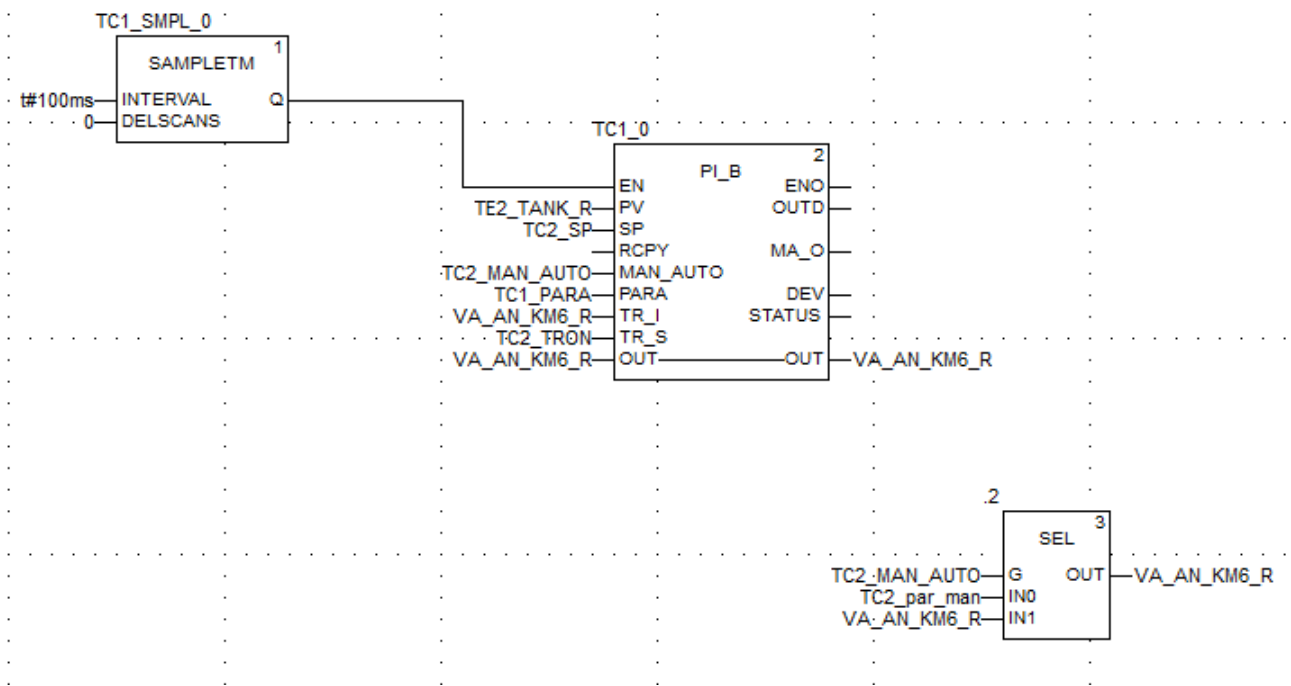 TC1_SMPL_0
1
SAMPLETM
t#100ms INTERVAL Q
0 DELSCANS
TC1_0
2
PI_B
EN ENO
TE2_TANK_R PV OUTD
TC2_SP SP
RCPY MA_O
TC2_MAN_AUTO MAN_AUTO
TC1_PARA PARA DEV
VA_AN_KM6_R TR_I STATUS
TC2_TRON TR_S
VA_AN_KM6_R OUT OUT VA_AN_KM6_R
.2
3
SEL
TC2_MAN_AUTO G OUT VA_AN_KM6_R
TC2_par_man IN0
VA_AN_KM6_R IN1